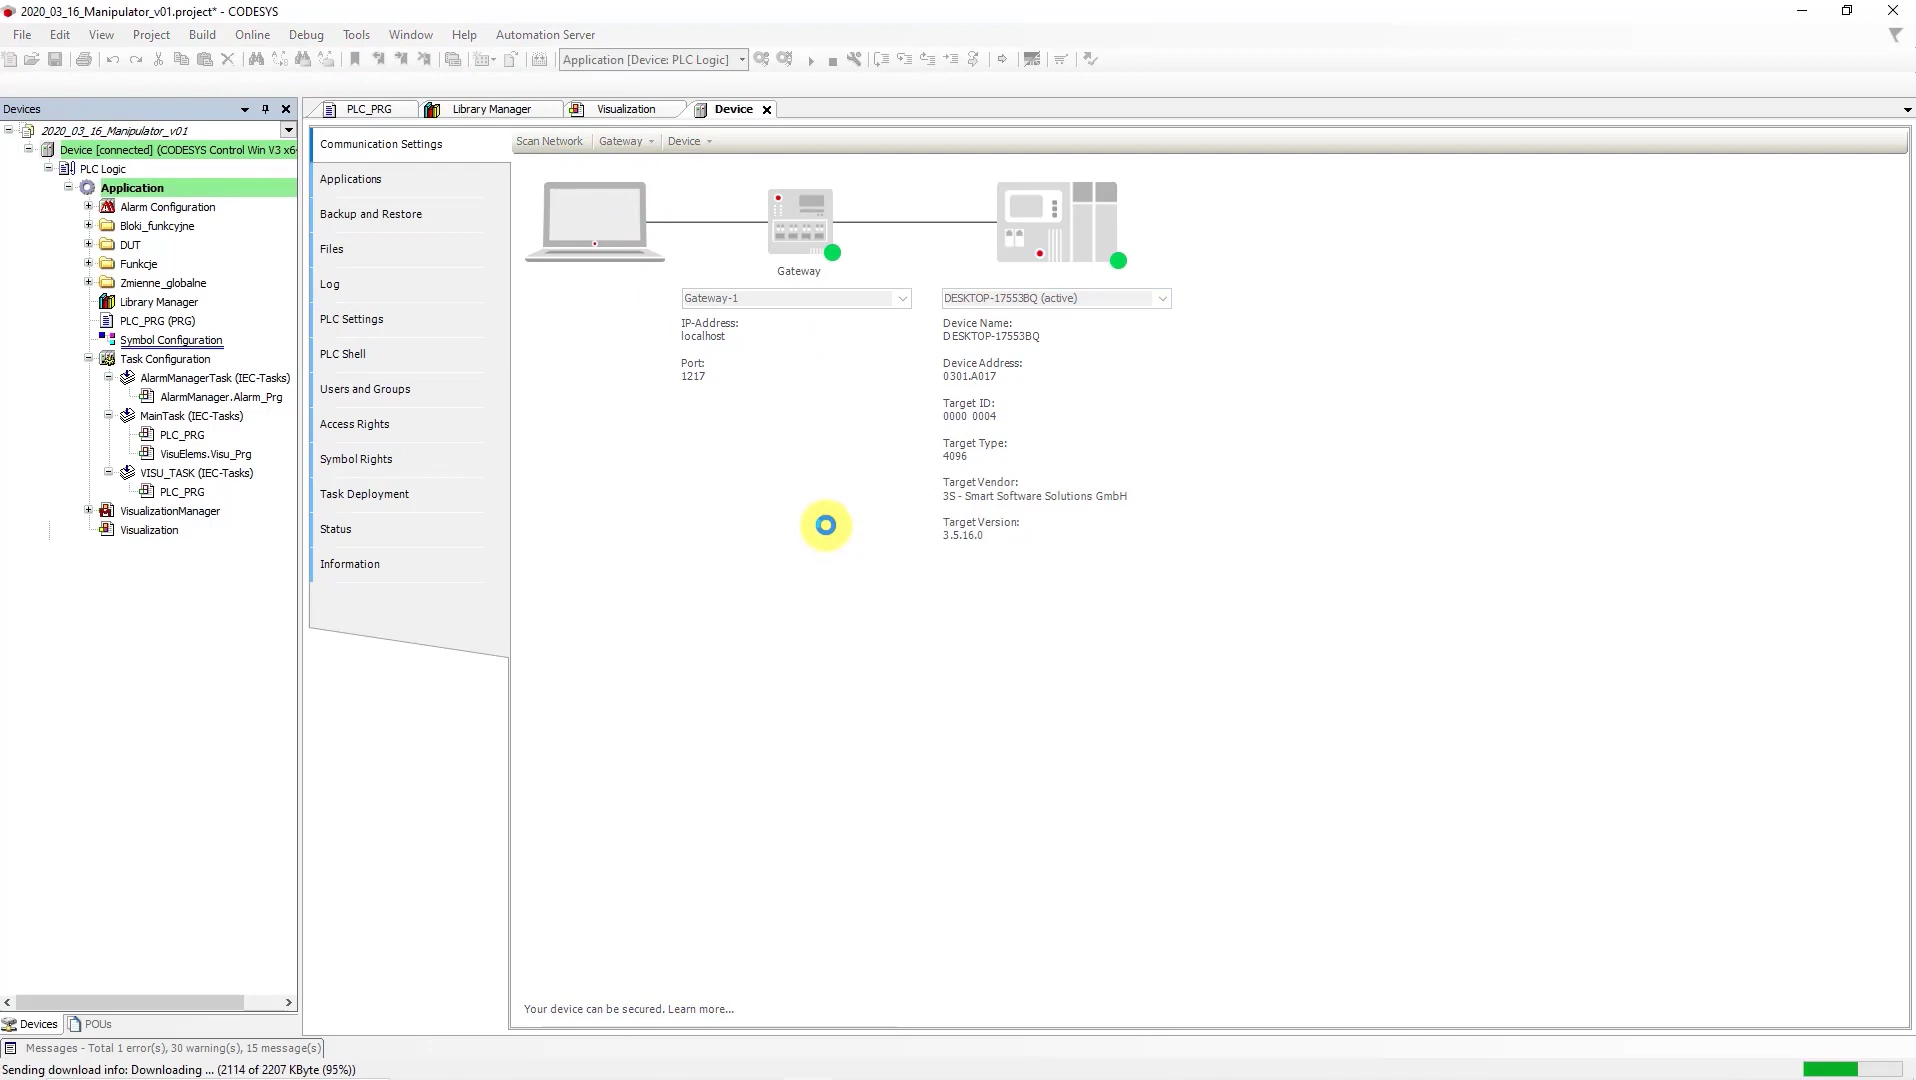 2020_03_16_Manipulator_v01.project* - CODESYS
File Edit View Project Build Online Debug Tools Window Help Automation Server
Application [Device: PLC Logic]
Devices
PLC_PRG Library Manager Visualization Device
2020_03_16_Manipulator_v01
Device [connected] (CODESYS Control Win V3 x6
PLC Logic
Application
Alarm Configuration
Bloki_funkcyjne
DUT
Funkcje
Zmienne_globalne
Library Manager
PLC_PRG (PRG)
Symbol Configuration
Task Configuration
AlarmManagerTask (IEC-Tasks)
AlarmManager.Alarm_Prg
MainTask (IEC-Tasks)
PLC_PRG
VisuElems.Visu_Prg
VISU_TASK (IEC-Tasks)
PLC_PRG
VisualizationManager
Visualization
Devices POUs
Communication Settings
Applications
Backup and Restore
Files
Log
PLC Settings
PLC Shell
Users and Groups
Access Rights
Symbol Rights
Task Deployment
Status
Information
Scan Network Gateway Device
Gateway
Gateway-1
IP-Address:
localhost
Port:
1217
DESKTOP-17553BQ (active)
Device Name:
DESKTOP-17553BQ
Device Address:
0301.A017
Target ID:
0000 0004
Target Type:
4096
Target Vendor:
3S - Smart Software Solutions GmbH
Target Version:
3.5.16.0
Your device can be secured. Learn more...
Messages - Total 1 error(s), 30 warning(s), 15 message(s)
Sending download info: Downloading ... (2114 of 2207 KByte (95%))